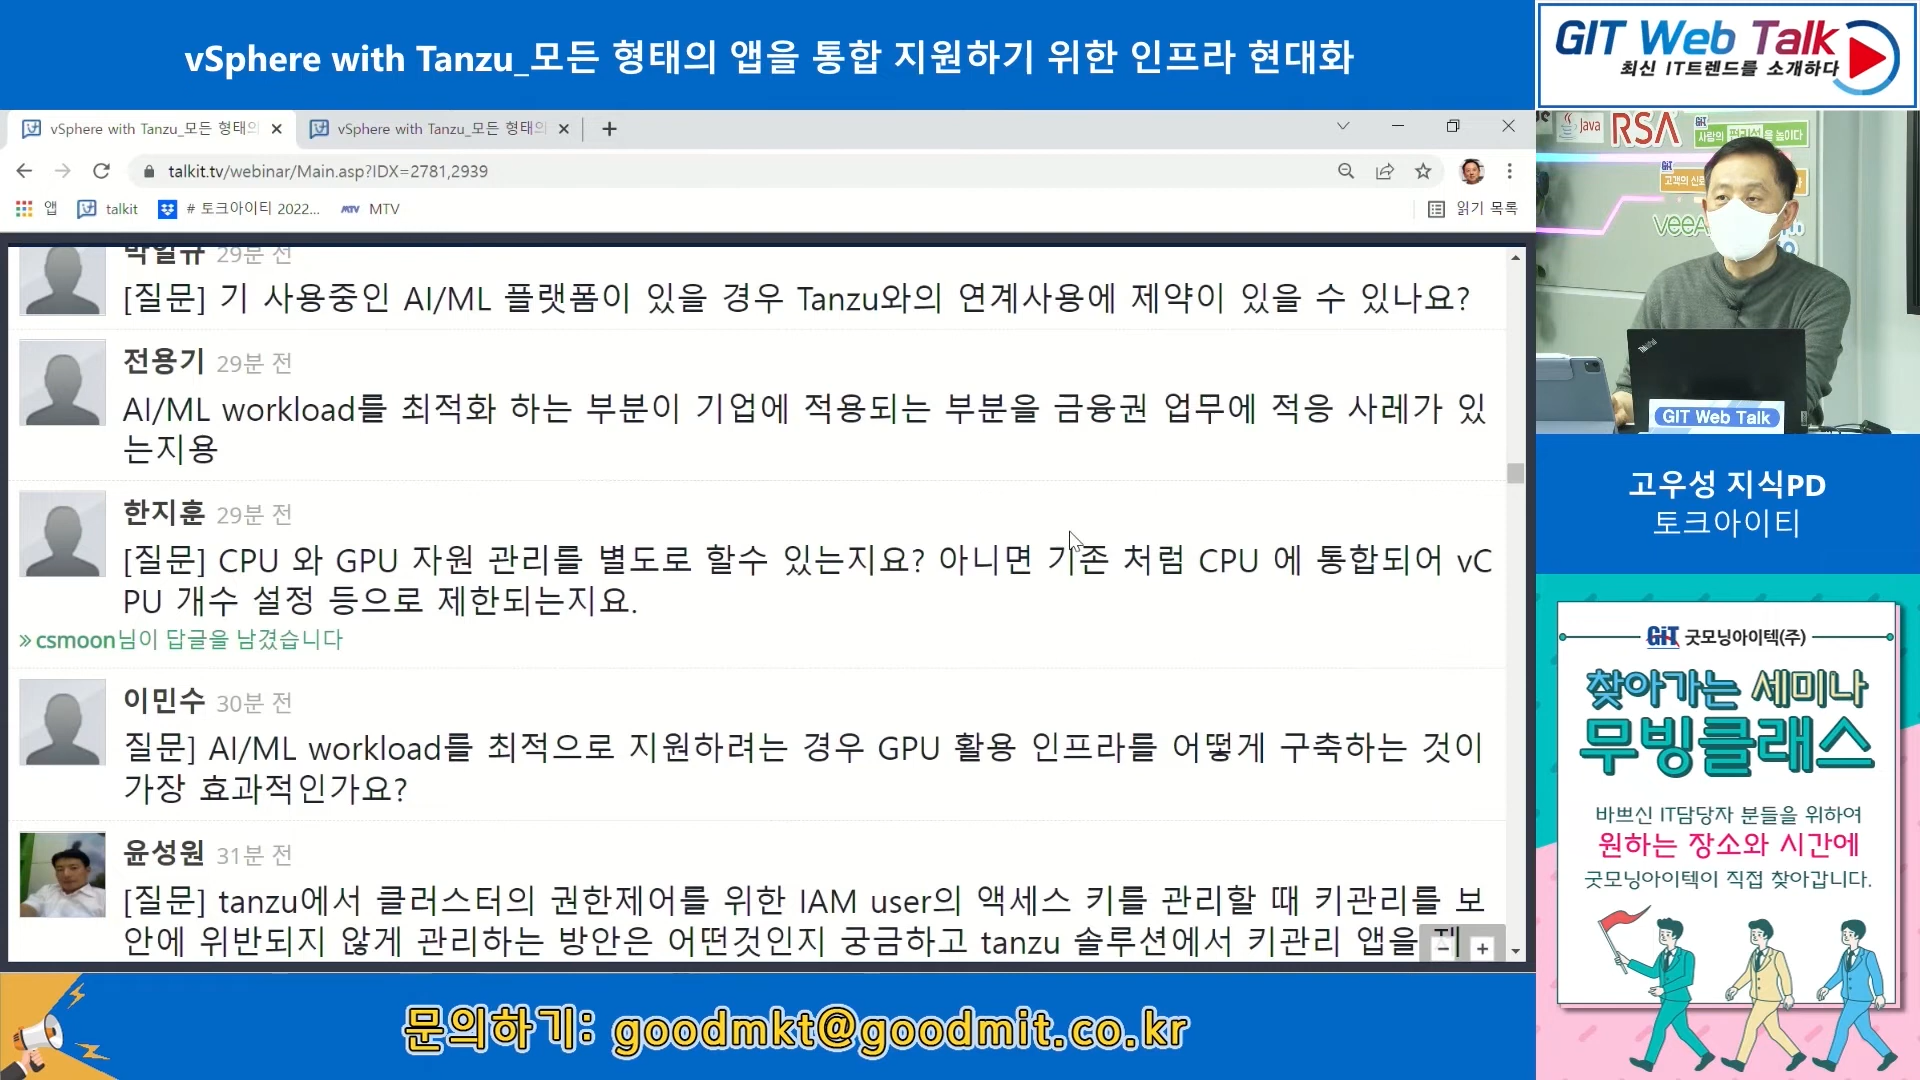 vSphere with Tanzu_모든 형태의 앱을 통합 지원하기 위한 인프라 현대화
GIT Web Talk
최신 IT트렌드를 소개하다
vSphere with Tanzu_모든 형태의
vSphere with Tanzu_모든 형태의
talkit.tv/webinar/Main.asp?IDX=2781,2939
앱
talkit
# 토크아이티 2022...
MTV
MTV
읽기 목록
박일규 29분 전
[질문] 기 사용중인 AI/ML 플랫폼이 있을 경우 Tanzu와의 연계사용에 제약이 있을 수 있나요?
전용기 29분 전
AI/ML workload를 최적화 하는 부분이 기업에 적용되는 부분을 금융권 업무에 적응 사레가 있
는지용
한지훈 29분 전
[질문] CPU 와 GPU 자원 관리를 별도로 할수 있는지요? 아니면 기존 처럼 CPU 에 통합되어 vC
PU 개수 설정 등으로 제한되는지요.
» csmoon님이 답글을 남겼습니다
이민수 30분 전
질문] AI/ML workload를 최적으로 지원하려는 경우 GPU 활용 인프라를 어떻게 구축하는 것이
가장 효과적인가요?
윤성원 31분 전
[질문] tanzu에서 클러스터의 권한제어를 위한 IAM user의 액세스 키를 관리할 때 키관리를 보
안에 위반되지 않게 관리하는 방안은 어떤것인지 궁금하고 tanzu 솔루션에서 키관리 앱을
Java
RSA
GIT
사람의 편리성을 높이다
GIT
고객의 신
VEEA
ThinkPad
GIT Web Talk
고우성 지식PD
토크아이티
GIT 굿모닝아이텍(주)
찾아가는 세미나
무빙클래스
바쁘신 IT담당자 분들을 위하여
원하는 장소와 시간에
굿모닝아이텍이 직접 찾아갑니다.
문의하기: goodmkt@goodmit.co.kr